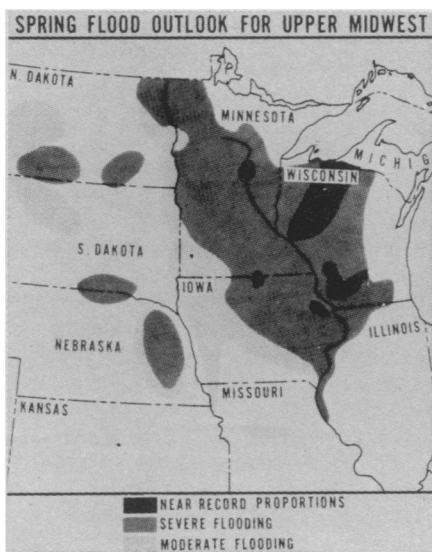 SPRING FLOOD OUTLOOK FOR UPPER MIDWEST
N. DAKOTA
MINNESOTA
MICHIG
WISCONSIN
S. DAKOTA
IOWA
ILLINOIS
NEBRASKA
MISSOURI
KANSAS
NEAR RECORD PROPORTIONS
SEVERE FLOODING
MODERATE FLOODING